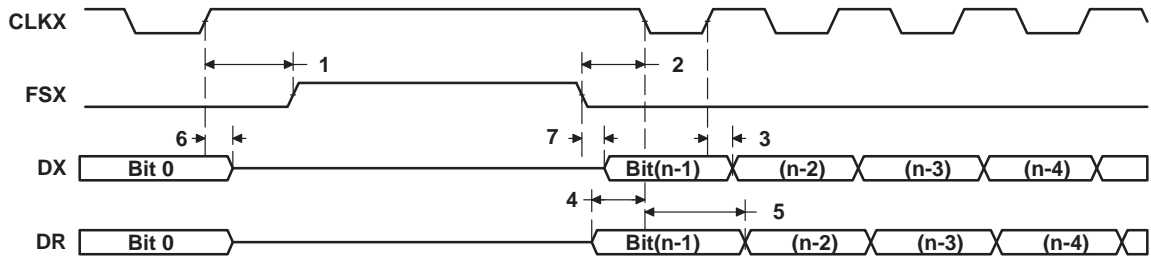 CLKX
1 2
FSX
6 7 3
DX Bit 0 Bit(n-1) (n-2) (n-3) (n-4)
4 5
DR Bit 0 Bit(n-1) (n-2) (n-3) (n-4)